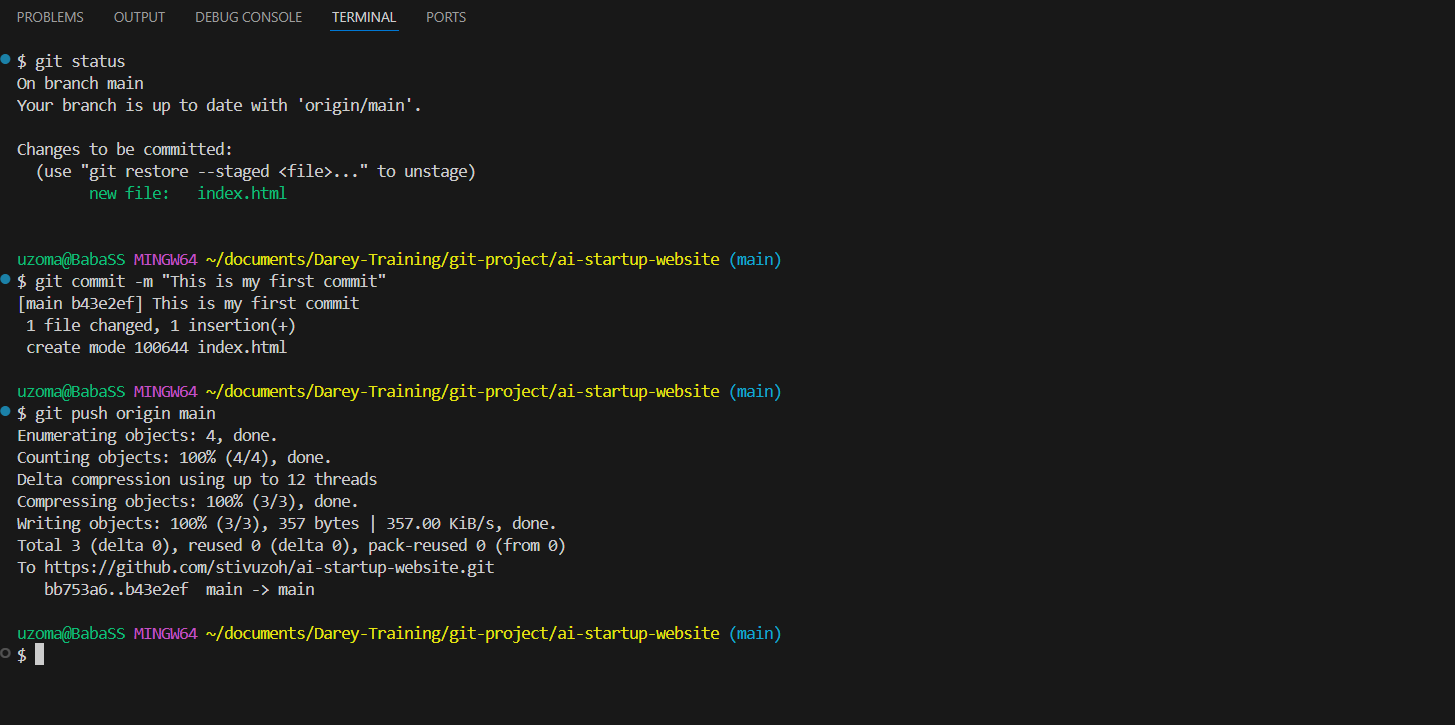 PROBLEMS OUTPUT DEBUG CONSOLE TERMINAL PORTS
$ git status
On branch main
Your branch is up to date with 'origin/main'.
Changes to be committed:
  (use "git restore --staged <file>..." to unstage)
        new file:   index.html
uzoma@BabaSS MINGW64 ~/documents/Darey-Training/git-project/ai-startup-website (main)
$ git commit -m "This is my first commit"
[main b43e2ef] This is my first commit
 1 file changed, 1 insertion(+)
 create mode 100644 index.html
uzoma@BabaSS MINGW64 ~/documents/Darey-Training/git-project/ai-startup-website (main)
$ git push origin main
Enumerating objects: 4, done.
Counting objects: 100% (4/4), done.
Delta compression using up to 12 threads
Compressing objects: 100% (3/3), done.
Writing objects: 100% (3/3), 357 bytes | 357.00 KiB/s, done.
Total 3 (delta 0), reused 0 (delta 0), pack-reused 0 (from 0)
To https://github.com/stivuzoh/ai-startup-website.git
   bb753a6..b43e2ef  main -> main
uzoma@BabaSS MINGW64 ~/documents/Darey-Training/git-project/ai-startup-website (main)
$